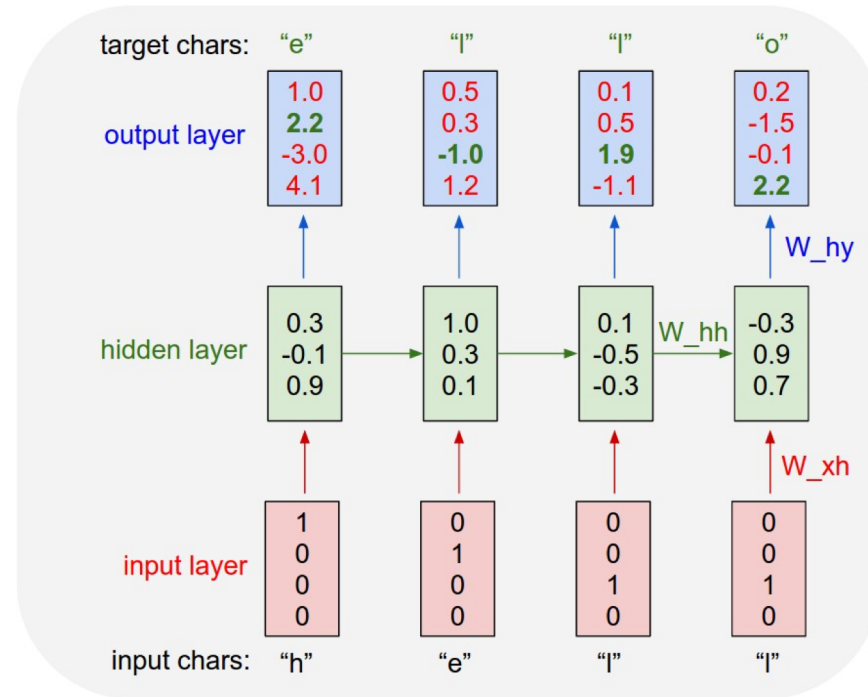 target chars: “e” “l” “l” “o”
1.0 0.5 0.1 0.2
2.2 0.3 0.5 -1.5
output layer
-3.0 -1.0 1.9 -0.1
4.1 1.2 -1.1 2.2
W_hy
0.3 1.0 0.1 -0.3
W_hh
hidden layer -0.1 0.3 -0.5 0.9
0.9 0.1 -0.3 0.7
W_xh
1 0 0 0
0 1 0 0
input layer
0 0 1 1
0 0 0 0
input chars: “h” “e” “l” “l”